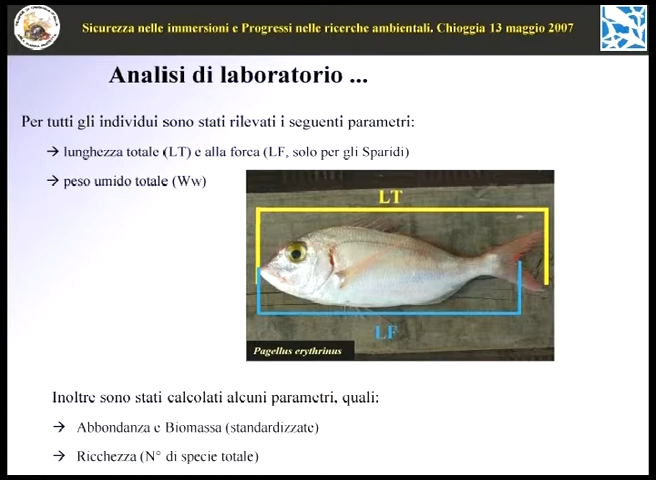 Sicurezza nelle immersioni e Progressi nelle ricerche ambientali. Chioggia 13 maggio 2007
Analisi di laboratorio ...
Per tutti gli individui sono stati rilevati i seguenti parametri:
→ lunghezza totale (LT) e alla forca (LF, solo per gli Sparidi)
→ peso umido totale (Ww)
LT
LF
Pagellus erythrinus
Inoltre sono stati calcolati alcuni parametri, quali:
→ Abbondanza e Biomassa (standardizzate)
→ Ricchezza (N° di specie totale)